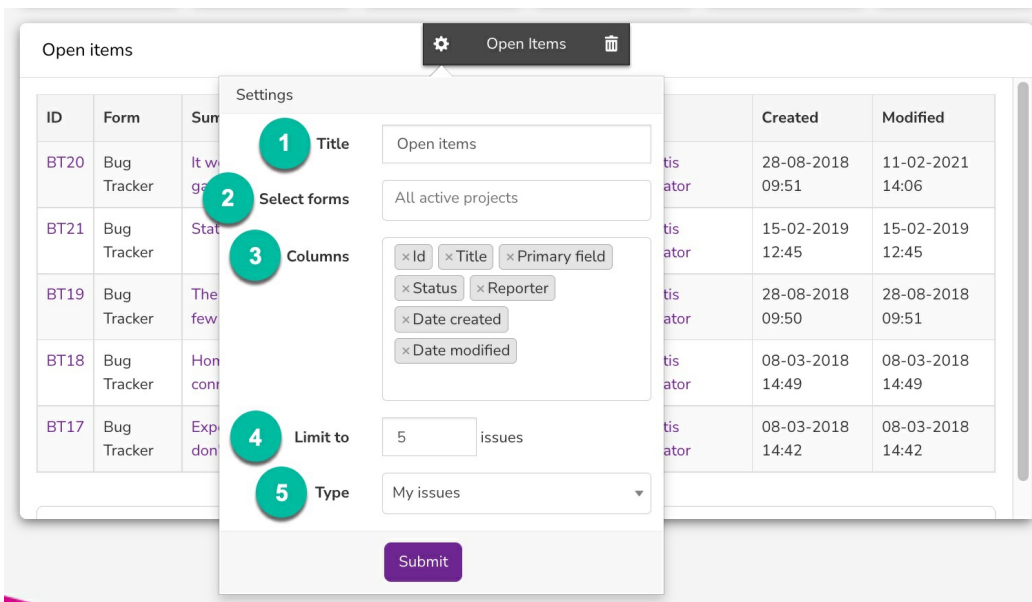 Open items
Open Items
Settings
ID Form Created Modified
1 Title Open items
BT20 Bug It 28-08-2018 11-02-2021
Tracker 09:51 14:06
2 Select forms All active projects
BT21 Bug 15-02-2019 15-02-2019
Tracker 12:45 12:45
3 Columns ×Id ×Title ×Primary field
×Status ×Reporter
×Date created
×Date modified
BT19 Bug The 28-08-2018 28-08-2018
Tracker few 09:50 09:51
BT18 Bug 08-03-2018 08-03-2018
Tracker 14:49 14:49
BT17 Bug 08-03-2018 08-03-2018
Tracker 14:42 14:42
4 Limit to 5 issues
5 Type My issues
Submit